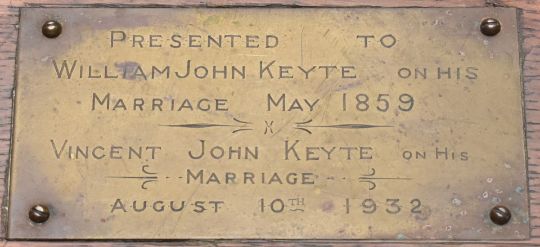 PRESENTED TO
WILLIAM JOHN KEYTE ON HIS
MARRIAGE MAY 1859
VINCENT JOHN KEYTE ON HIS
MARRIAGE
AUGUST 10TH 1932